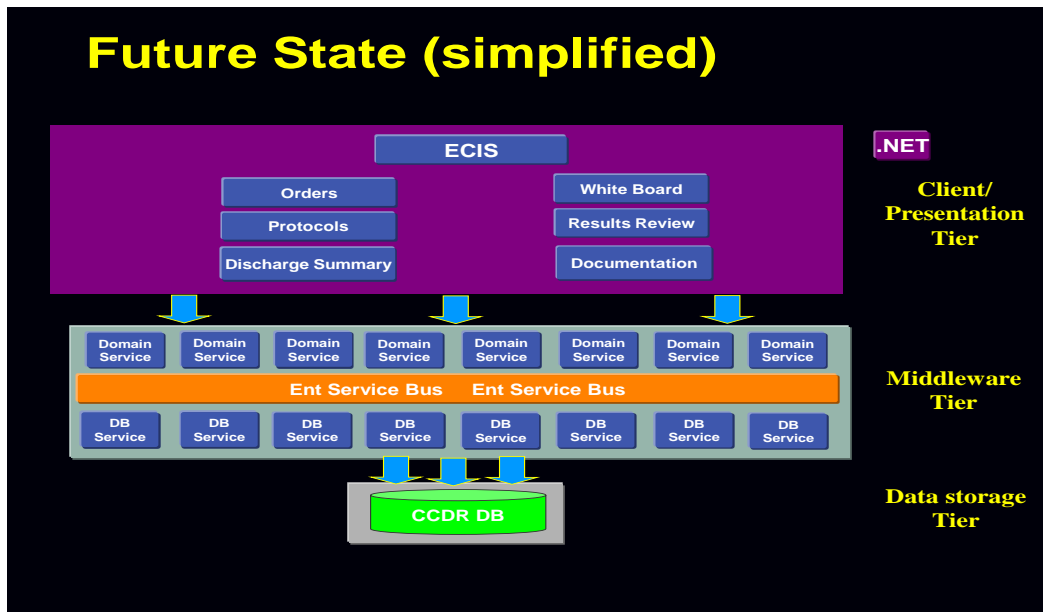 Future State (simplified)
ECIS
.NET
Orders
White Board
Protocols
Results Review
Discharge Summary
Documentation
Client/
Presentation
Tier
Domain Domain Domain Domain Domain Domain Domain Domain
Service Service Service Service Service Service Service Service
Ent Service Bus Ent Service Bus
Middleware
Tier
DB DB DB DB DB DB DB DB
Service Service Service Service Service Service Service Service
CCDR DB
Data storage
Tier